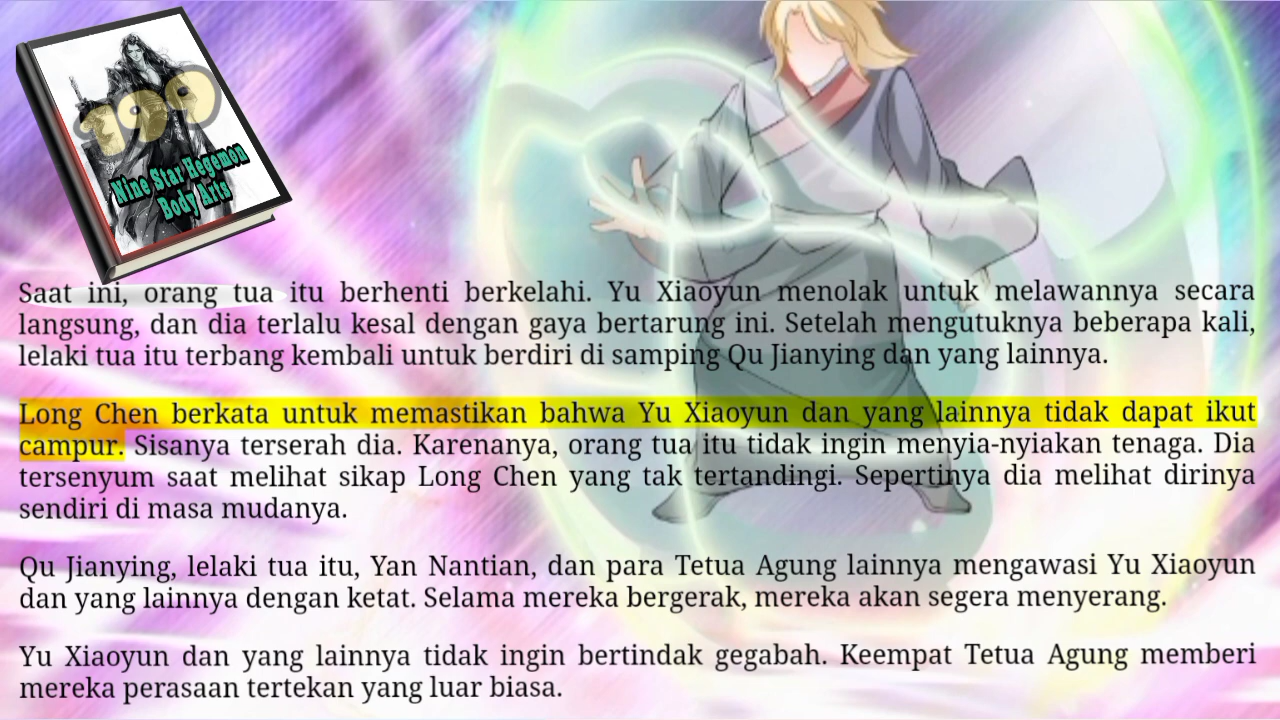 199
Nine Star Hegemon
Body Arts
Saat ini, orang tua itu berhenti berkelahi. Yu Xiaoyun menolak untuk melawannya secara
langsung, dan dia terlalu kesal dengan gaya bertarung ini. Setelah mengutuknya beberapa kali,
lelaki tua itu terbang kembali untuk berdiri di samping Qu Jianying dan yang lainnya.
Long Chen berkata untuk memastikan bahwa Yu Xiaoyun dan yang lainnya tidak dapat ikut
campur. Sisanya terserah dia. Karenanya, orang tua itu tidak ingin menyia-nyiakan tenaga. Dia
tersenyum saat melihat sikap Long Chen yang tak tertandingi. Sepertinya dia melihat dirinya
sendiri di masa mudanya.
Qu Jianying, lelaki tua itu, Yan Nantian, dan para Tetua Agung lainnya mengawasi Yu Xiaoyun
dan yang lainnya dengan ketat. Selama mereka bergerak, mereka akan segera menyerang.
Yu Xiaoyun dan yang lainnya tidak ingin bertindak gegabah. Keempat Tetua Agung memberi
mereka perasaan tertekan yang luar biasa.